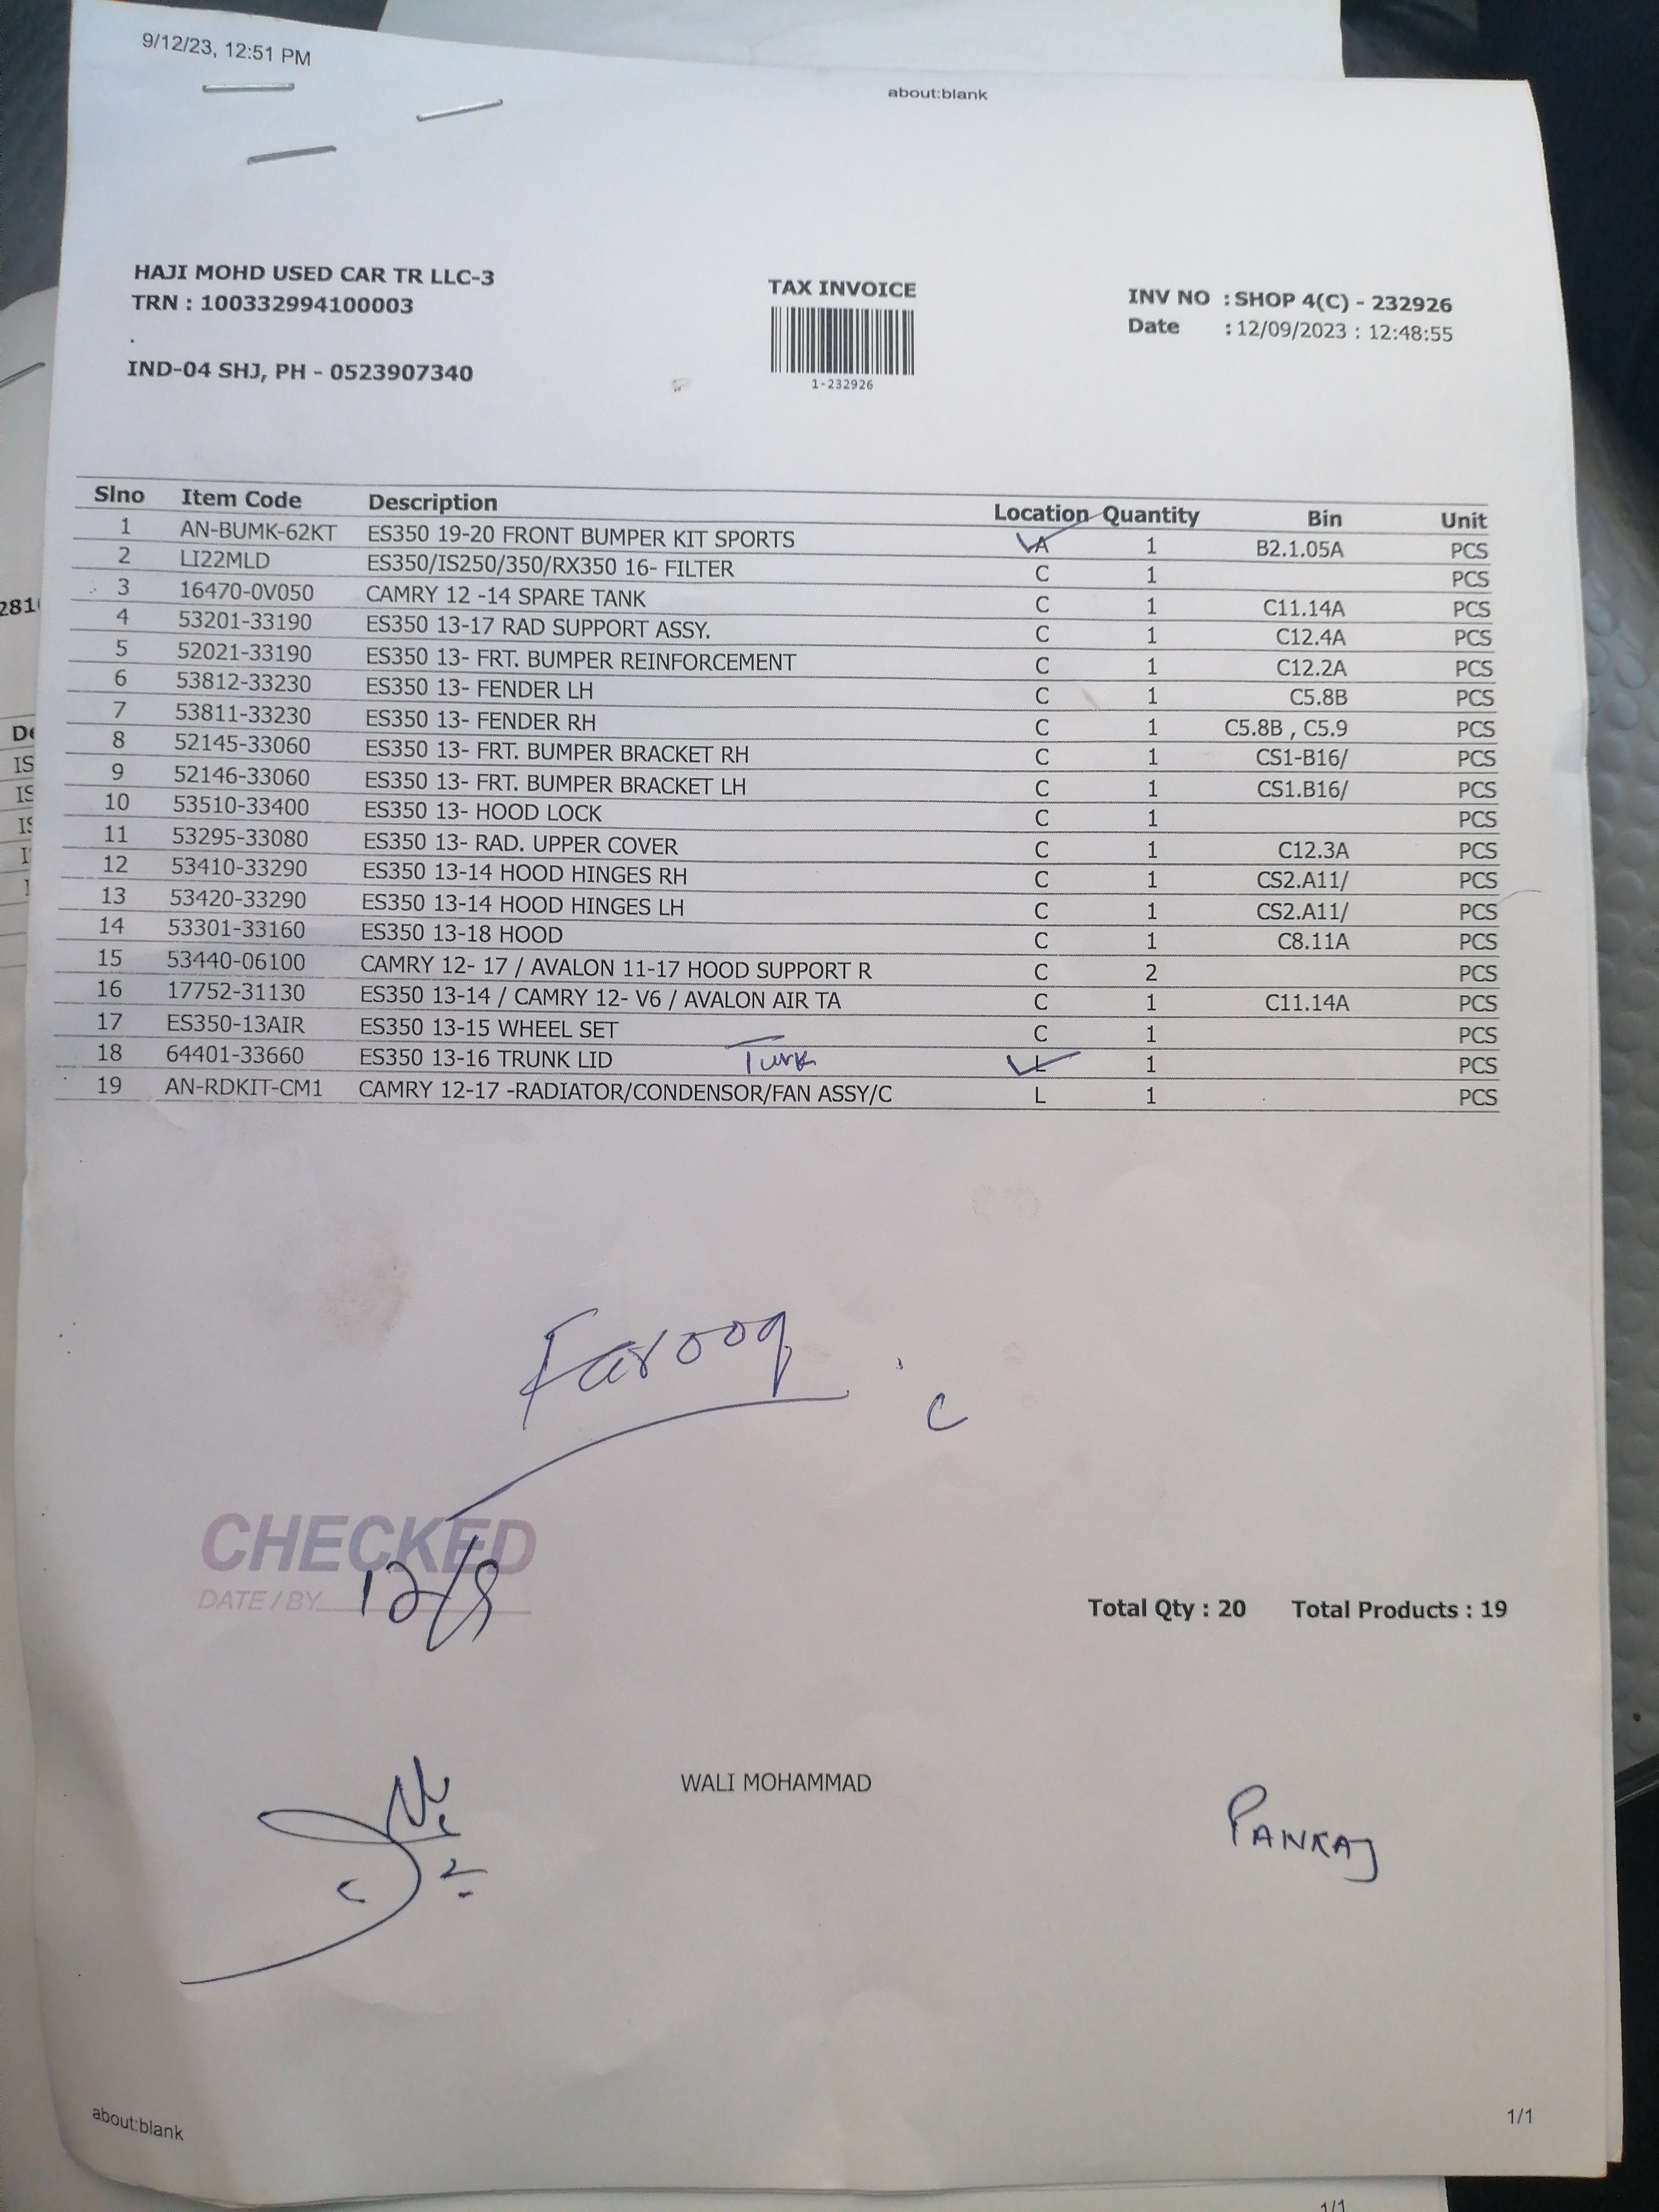 9/12/23, 12:51 PM
about:blank
HAJI MOHD USED CAR TR LLC-3
TRN : 100332994100003
.
IND-04 SHJ, PH - 0523907340
TAX INVOICE
1-232926
INV NO : SHOP 4(C) - 232926
Date : 12/09/2023 : 12:48:55
Slno Item Code Description Location Quantity Bin Unit
1 AN-BUMK-62KT ES350 19-20 FRONT BUMPER KIT SPORTS A 1 B2.1.05A PCS
2 LI22MLD ES350/IS250/350/RX350 16- FILTER C 1 PCS
3 16470-0V050 CAMRY 12 -14 SPARE TANK C 1 C11.14A PCS
4 53201-33190 ES350 13-17 RAD SUPPORT ASSY. C 1 C12.4A PCS
5 52021-33190 ES350 13- FRT. BUMPER REINFORCEMENT C 1 C12.2A PCS
6 53812-33230 ES350 13- FENDER LH C 1 C5.8B PCS
7 53811-33230 ES350 13- FENDER RH C 1 C5.8B , C5.9 PCS
8 52145-33060 ES350 13- FRT. BUMPER BRACKET RH C 1 CS1-B16/ PCS
9 52146-33060 ES350 13- FRT. BUMPER BRACKET LH C 1 CS1.B16/ PCS
10 53510-33400 ES350 13- HOOD LOCK C 1 PCS
11 53295-33080 ES350 13- RAD. UPPER COVER C 1 C12.3A PCS
12 53410-33290 ES350 13-14 HOOD HINGES RH C 1 CS2.A11/ PCS
13 53420-33290 ES350 13-14 HOOD HINGES LH C 1 CS2.A11/ PCS
14 53301-33160 ES350 13-18 HOOD C 1 C8.11A PCS
15 53440-06100 CAMRY 12- 17 / AVALON 11-17 HOOD SUPPORT R C 2 PCS
16 17752-31130 ES350 13-14 / CAMRY 12- V6 / AVALON AIR TA C 1 C11.14A PCS
17 ES350-13AIR ES350 13-15 WHEEL SET C 1 PCS
18 64401-33660 ES350 13-16 TRUNK LID Turk L 1 PCS
19 AN-RDKIT-CM1 CAMRY 12-17 -RADIATOR/CONDENSOR/FAN ASSY/C L 1 PCS
Farooq
C
CHECKED
DATE / BY 12/9
Total Qty : 20 Total Products : 19
WALI MOHAMMAD
PANKAJ
about:blank
1/1
1/1